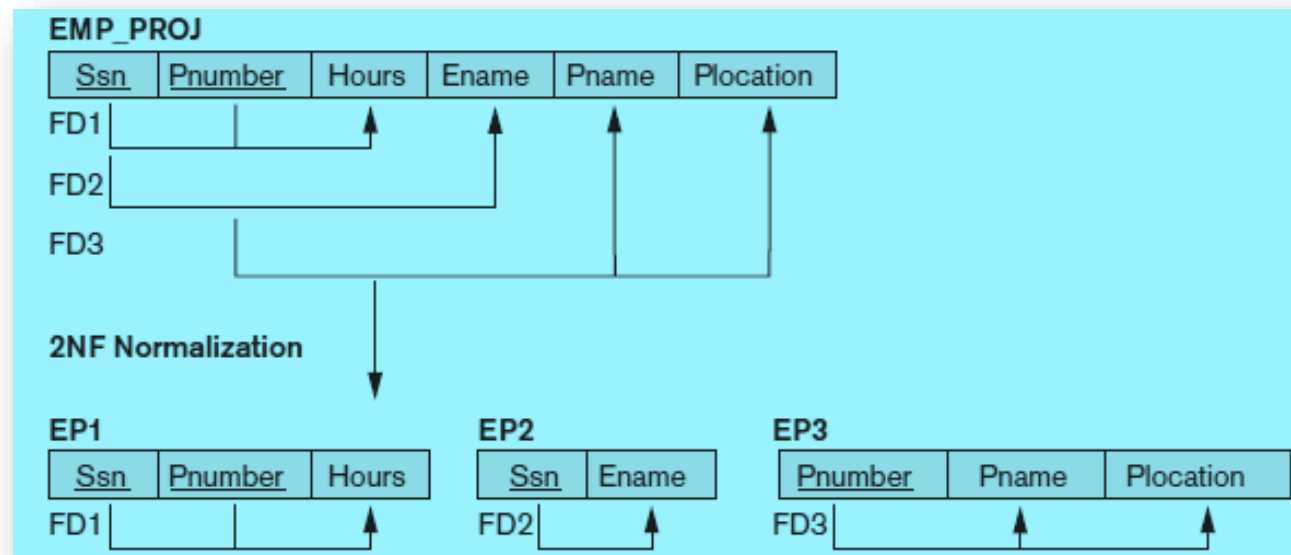 EMP_PROJ
Ssn Pnumber Hours Ename Pname Plocation
FD1
FD2
FD3
2NF Normalization
EP1 EP2 EP3
Ssn Pnumber Hours Ssn Ename Pnumber Pname Plocation
FD1 FD2 FD3